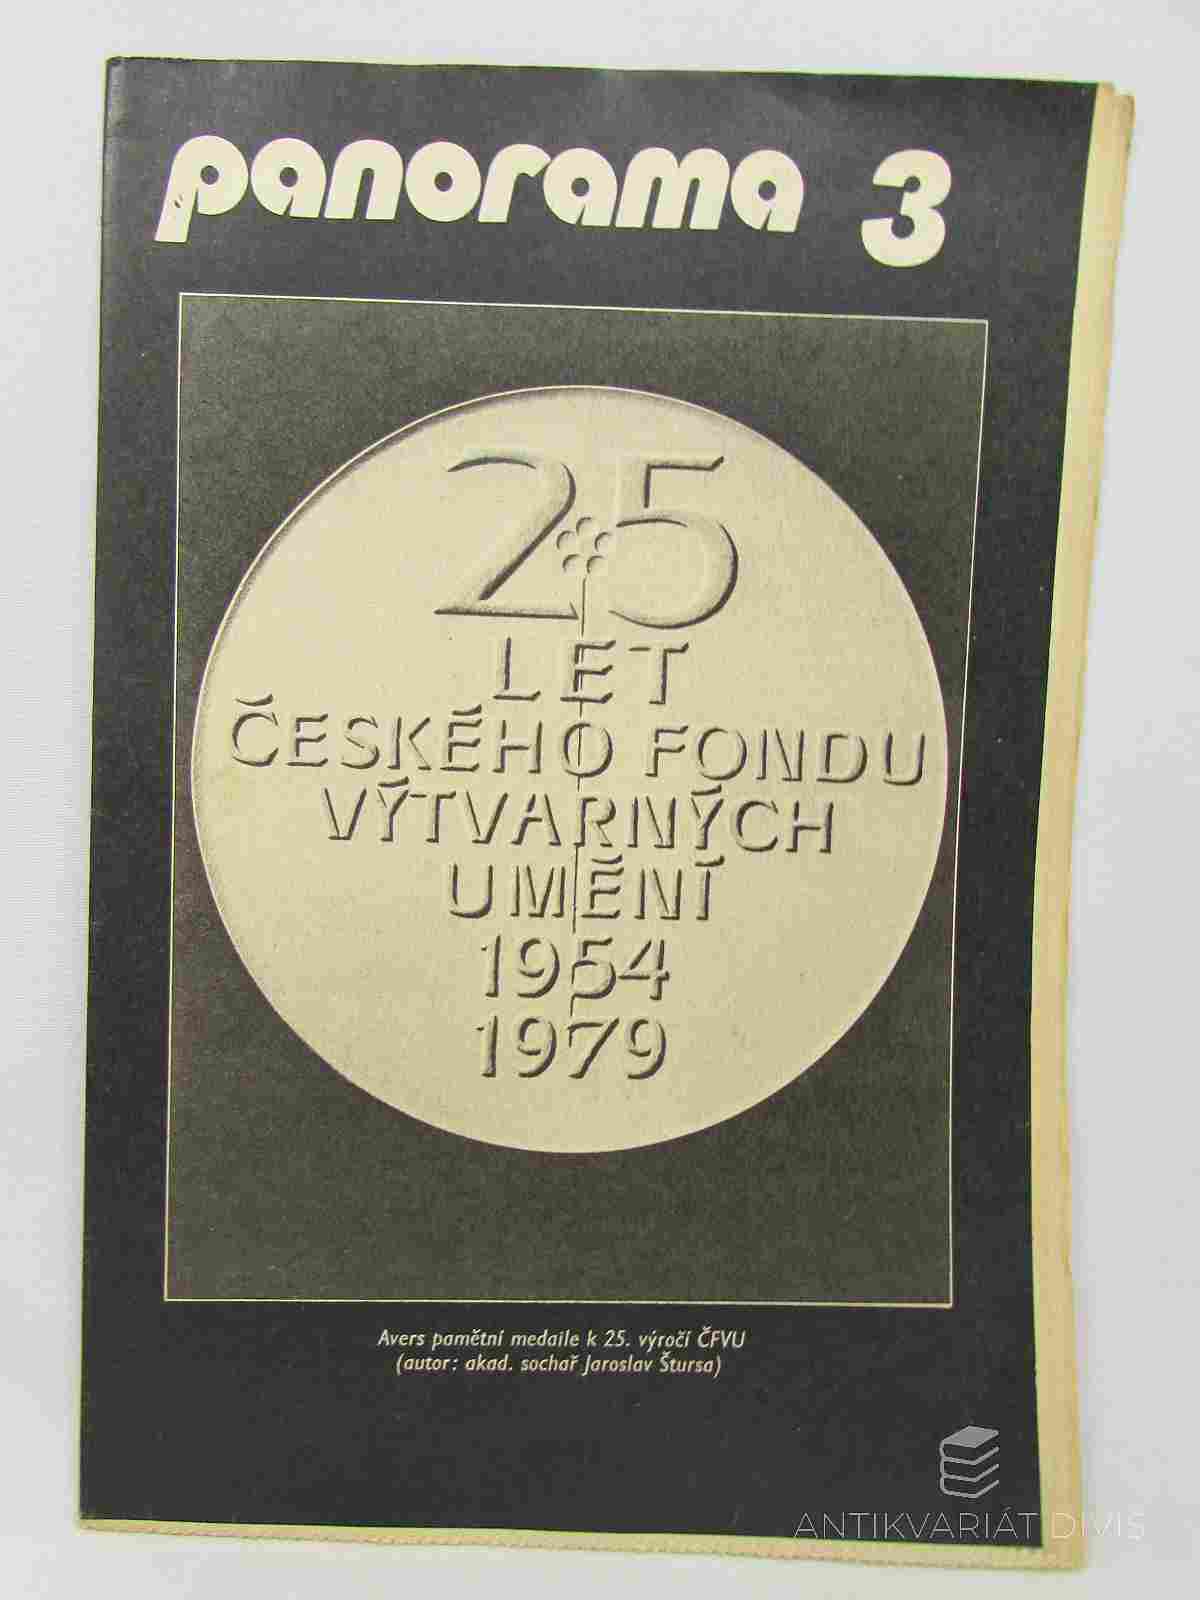 panorama 3
25
LET
ČESKÉHO FONDU
VÝTVARNÝCH
UMĚNÍ
1954
1979
Avers pamětní medaile k 25. výročí ČFVU
(autor: akad. sochař Jaroslav Štursa)
ANTIKVARIÁT DIVIŠ